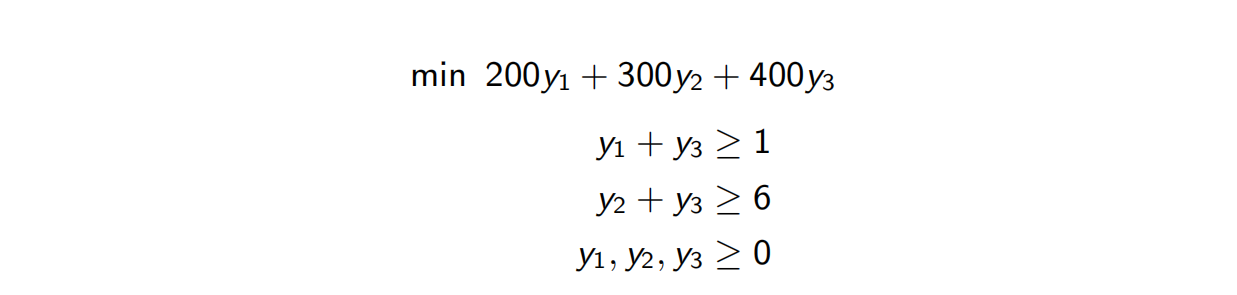 min 200y₁ + 300y₂ + 400y₃
y₁ + y₃ ≥ 1
y₂ + y₃ ≥ 6
y₁, y₂, y₃ ≥ 0